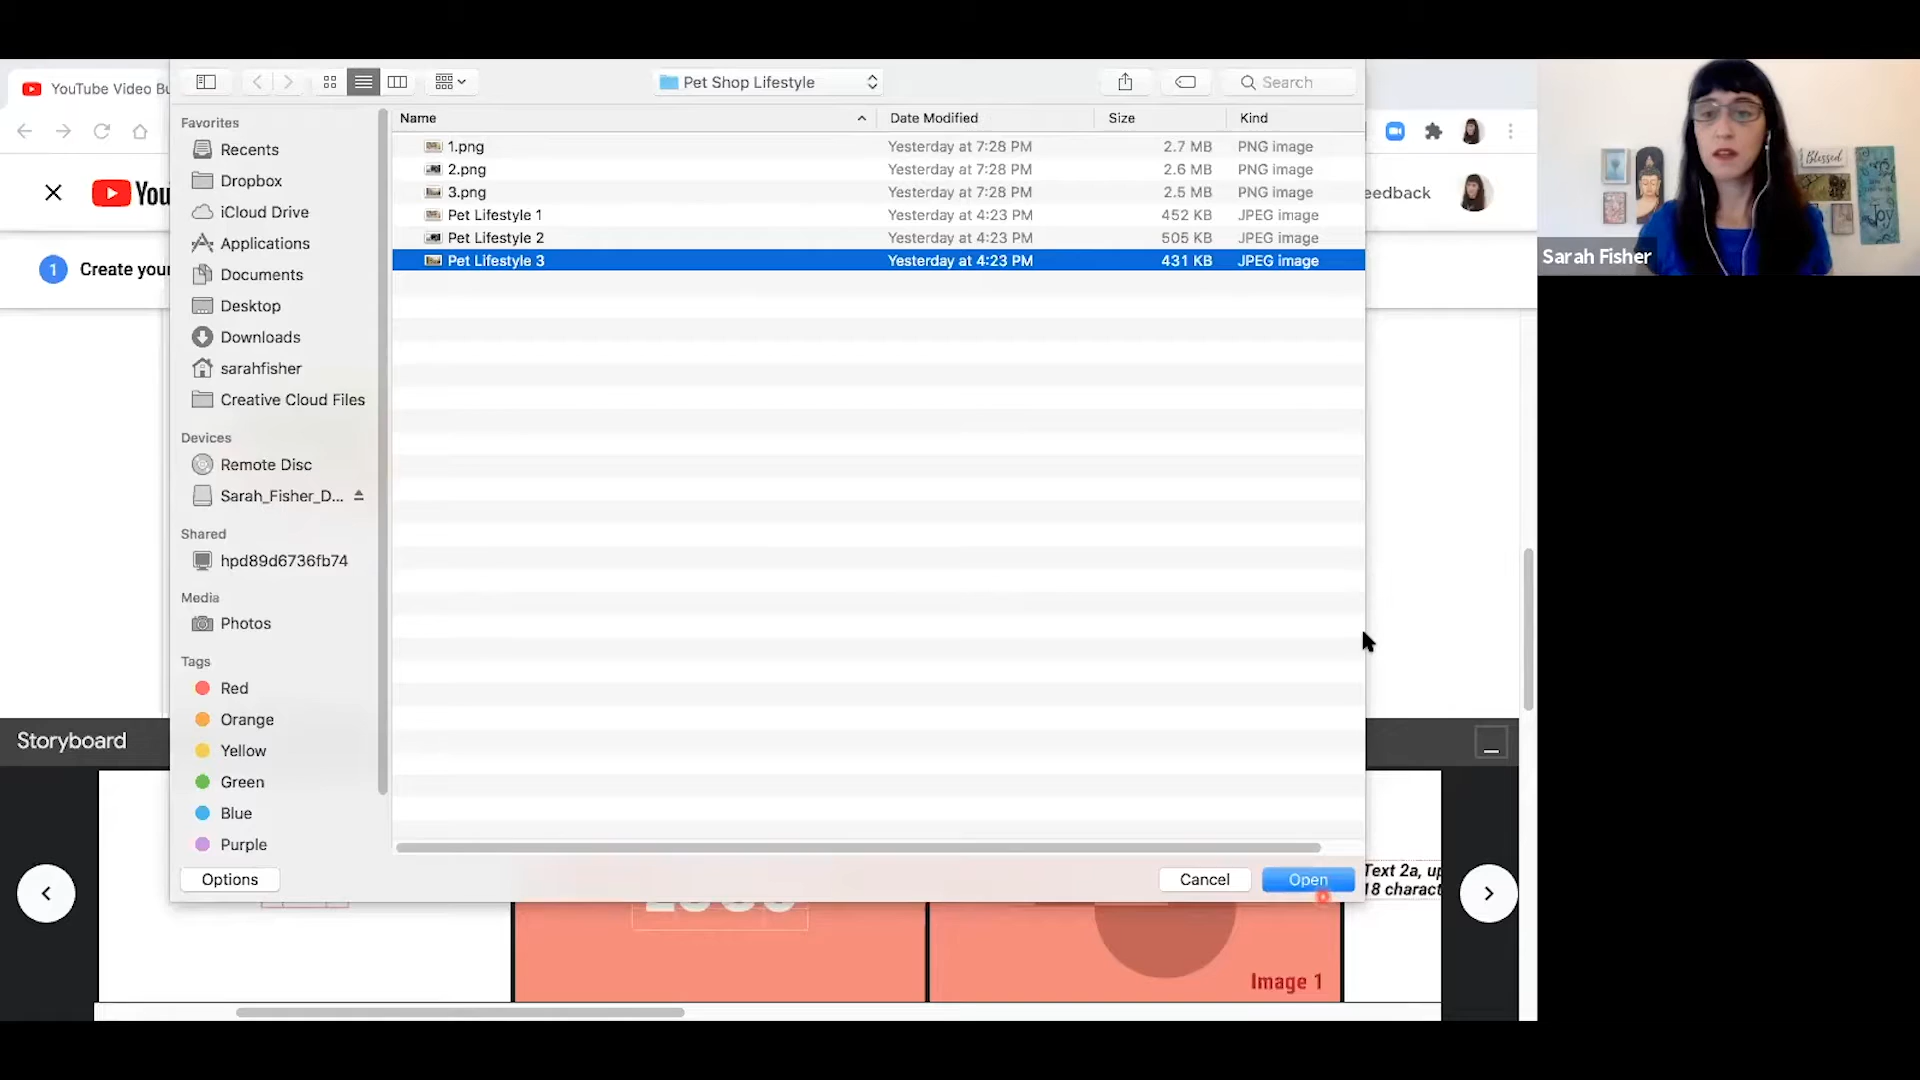 YouTube Video Bu
Pet Shop Lifestyle
Search
You
eedback
1 Create your
Favorites
Recents
Dropbox
iCloud Drive
Applications
Documents
Desktop
Downloads
sarahfisher
Creative Cloud Files
Devices
Remote Disc
Sarah_Fisher_D...
Shared
hpd89d6736fb74
Media
Photos
Tags
Red
Orange
Yellow
Green
Blue
Purple
Name Date Modified Size Kind
1.png Yesterday at 7:28 PM 2.7 MB PNG image
2.png Yesterday at 7:28 PM 2.6 MB PNG image
3.png Yesterday at 7:28 PM 2.5 MB PNG image
Pet Lifestyle 1 Yesterday at 4:23 PM 452 KB JPEG image
Pet Lifestyle 2 Yesterday at 4:23 PM 505 KB JPEG image
Pet Lifestyle 3 Yesterday at 4:23 PM 431 KB JPEG image
Options
Cancel
Open
Storyboard
Text 2a, up
18 charact
Image 1
Blessed
Joy
Sarah Fisher